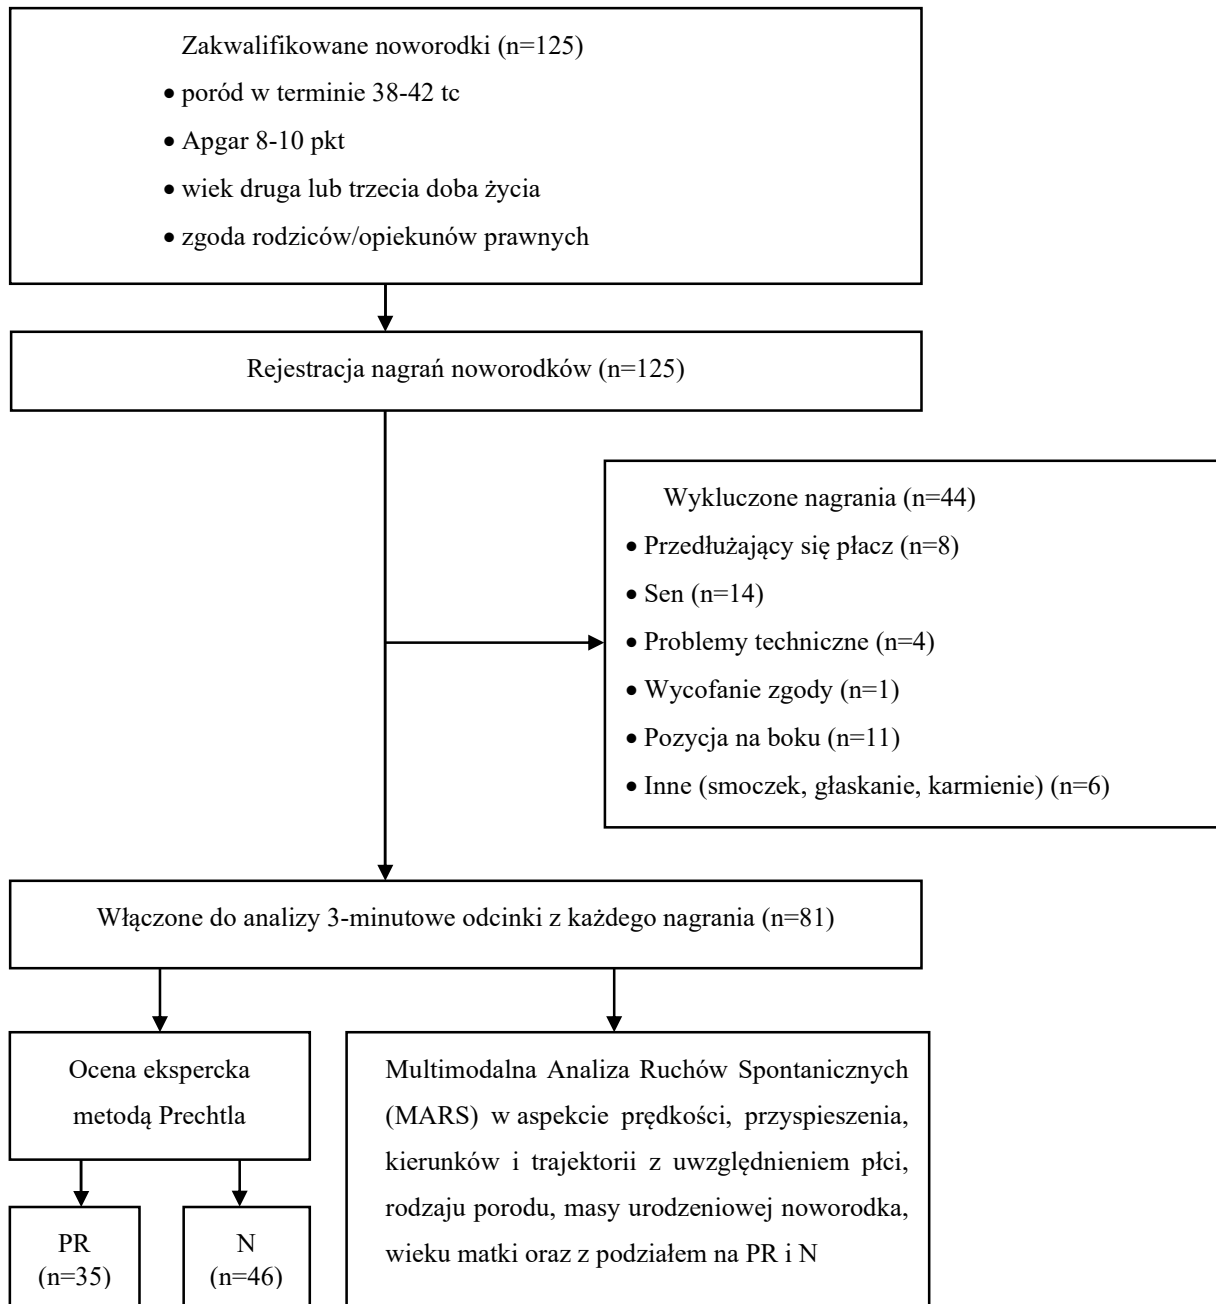 Zakwalifikowane noworodki (n=125)
• poród w terminie 38-42 tc
• Apgar 8-10 pkt
• wiek druga lub trzecia doba życia
• zgoda rodziców/opiekunów prawnych
Rejestracja nagrań noworodków (n=125)
Wykluczone nagrania (n=44)
• Przedłużający się płacz (n=8)
• Sen (n=14)
• Problemy techniczne (n=4)
• Wycofanie zgody (n=1)
• Pozycja na boku (n=11)
• Inne (smoczek, głaskanie, karmienie) (n=6)
Włączone do analizy 3-minutowe odcinki z każdego nagrania (n=81)
Ocena ekspercka
metodą Prechtla
PR
(n=35)
N
(n=46)
Multimodalna Analiza Ruchów Spontanicznych
(MARS) w aspekcie prędkości, przyspieszenia,
kierunków i trajektorii z uwzględnieniem płci,
rodzaju porodu, masy urodzeniowej noworodka,
wieku matki oraz z podziałem na PR i N